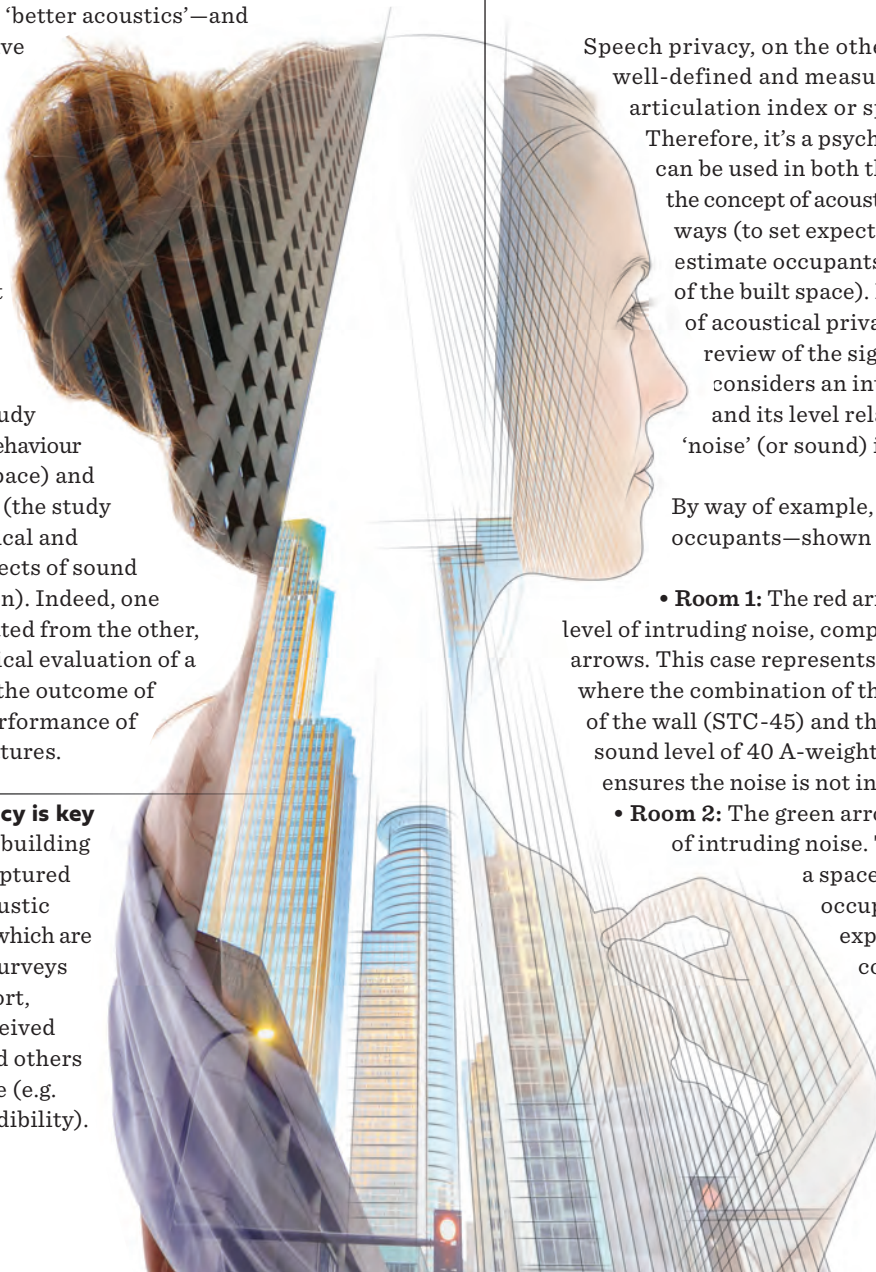 ‘better acoustics’—and
ve
t
udy
ehaviour
pace) and
(the study
ical and
ects of sound
n). Indeed, one
ted from the other,
ical evaluation of a
the outcome of
rformance of
tures.
cy is key
building
ptured
ustic
which are
urveys
ort,
eived
d others
e (e.g.
dibility).
Speech privacy, on the othe
well-defined and measu
articulation index or sp
Therefore, it’s a psych
can be used in both th
the concept of acoust
ways (to set expect
estimate occupants
of the built space). I
of acoustical priva
review of the sig
considers an int
and its level rela
‘noise’ (or sound) i
By way of example,
occupants—shown
• Room 1: The red arr
level of intruding noise, comp
arrows. This case represents
where the combination of th
of the wall (STC-45) and th
sound level of 40 A-weight
ensures the noise is not in
• Room 2: The green arro
of intruding noise. T
a space
occup
exp
co